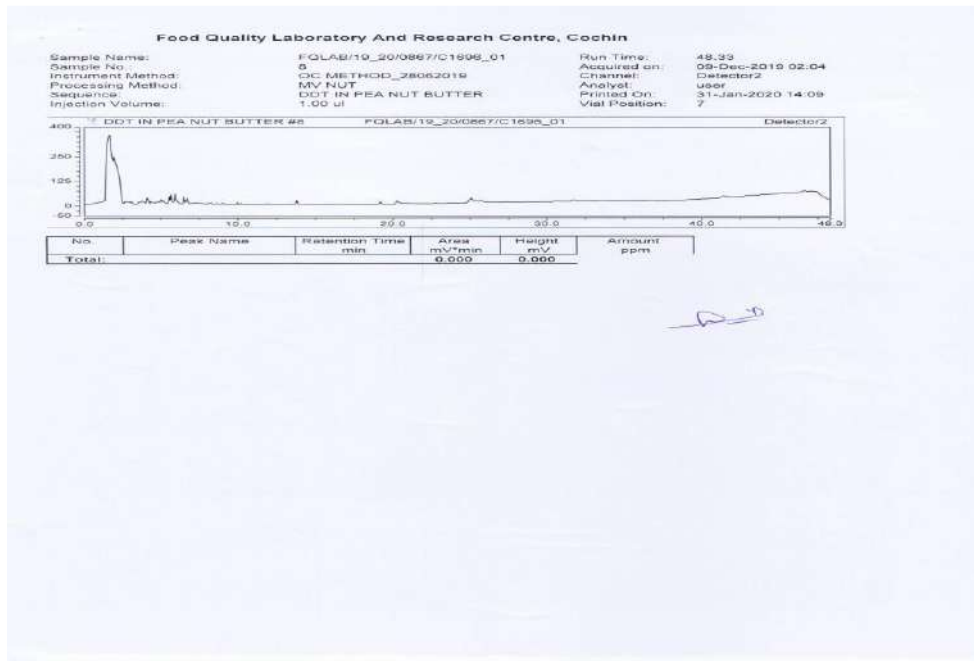 Food Quality Laboratory And Research Centre, Cochin
Sample Name: FQLAB/19_20/0867/C1696_01 Run Time: 48.33
Sample No.: 8 Acquired on: 09-Dec-2019 02:04
Instrument Method: OC METHOD_28062019 Channel: Detector2
Processing Method: MV NUT Analyst: user
Sequence: DDT IN PEA NUT BUTTER Printed On: 31-Jan-2020 14:09
Injection Volume: 1.00 ul Vial Position: 7
DDT IN PEA NUT BUTTER #8 FQLAB/19_20/0867/C1696_01 Detector2
400
250
125
0
-50
0.0 10.0 20.0 30.0 40.0
No. Peak Name Retention Time Area Height Amount
min mV*min mV ppm
Total: 0.000 0.000